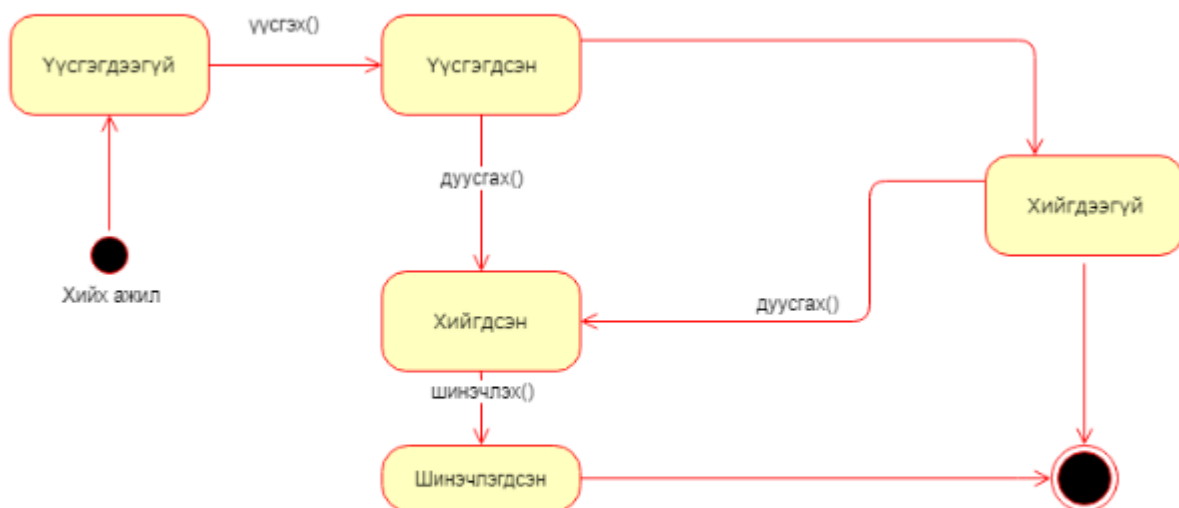 үүсгэх()
Үүсгэгдээгүй
Үүсгэгдсэн
дуусгах()
Хийгдээгүй
Хийх ажил
Хийгдсэн
дуусгах()
шинэчлэх()
Шинэчлэгдсэн